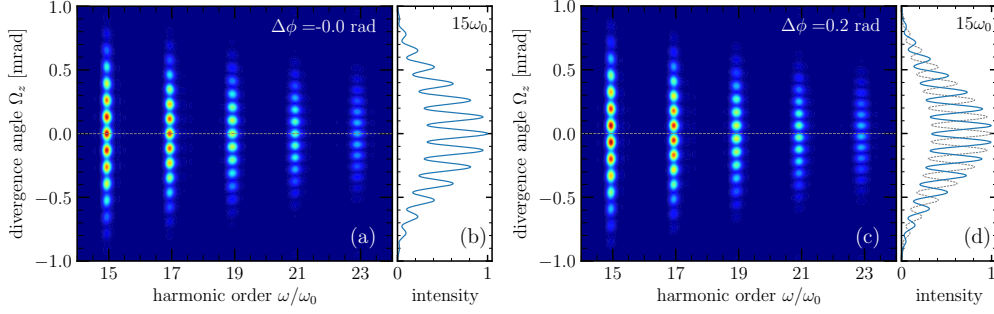 Δϕ =-0.0 rad
15ω₀
1.0
0.5
0.0
−0.5
−1.0
divergence angle Ω_z [mrad]
(a)
(b)
15 17 19 21 23
0 1
harmonic order ω/ω₀
intensity
Δϕ =0.2 rad
15ω₀
1.0
0.5
0.0
−0.5
−1.0
divergence angle Ω_z [mrad]
(c)
(d)
15 17 19 21 23
0 1
harmonic order ω/ω₀
intensity